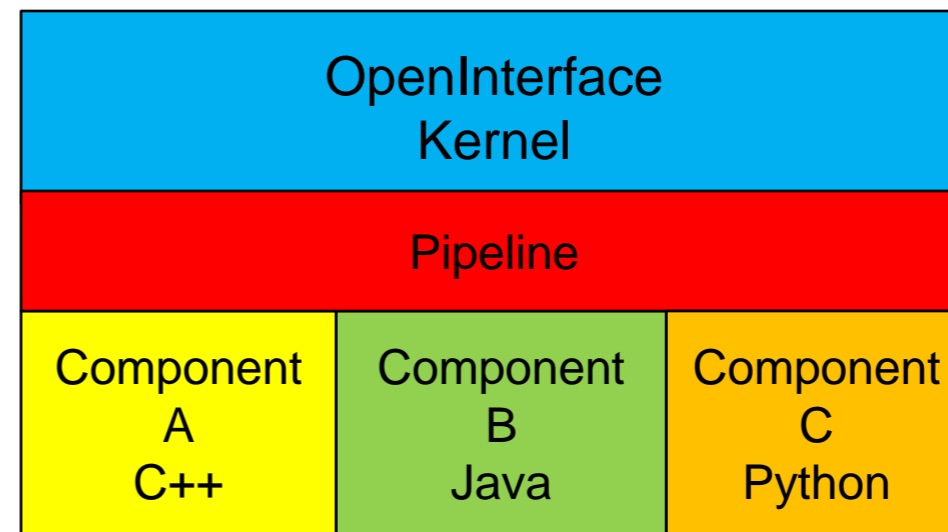 OpenInterface
Kernel
Pipeline
Component
A
C++
Component
B
Java
Component
C
Python